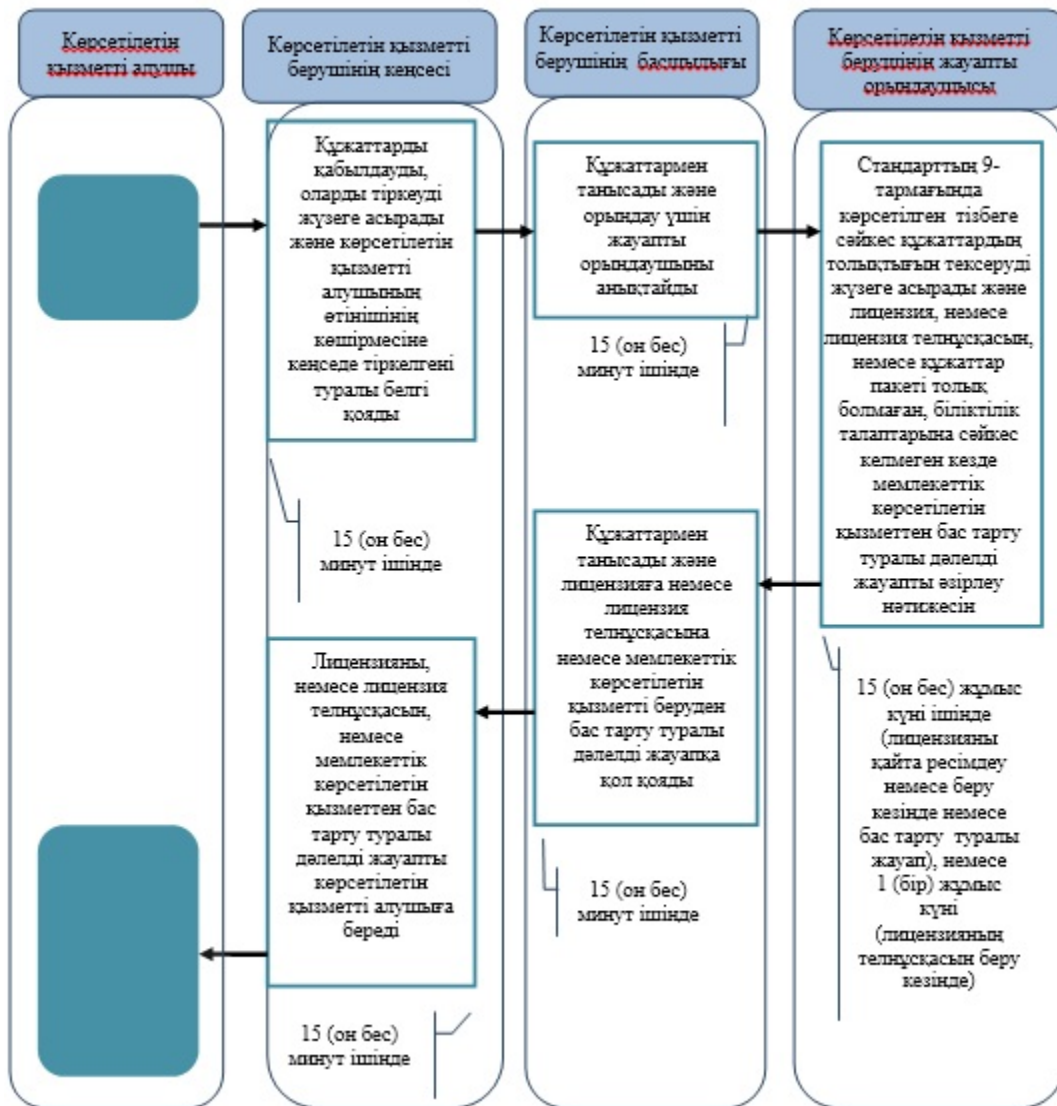 Көрсетілетін
қызметті алушы
Көрсетілетін қызметті
берушінің кеңсесі
Көрсетілетін қызметті
берушінің басшылығы
Көрсетілетін қызметті
берушінің жауапты
орындаушысы
Құжаттарды
қабылдауды,
оларды тіркеуді
жүзеге асырады
және көрсетілетін
қызметті
алушының
өтінішінің
көшірмесіне
кеңседе тіркелгені
туралы белгі
қояды
15 (он бес)
минут ішінде
Құжаттармен
танысады және
орындау үшін
жауапты
орындаушыны
анықтайды
15 (он бес)
минут ішінде
Стандарттың 9-
тармағында
көрсетілген тізбеге
сәйкес құжаттардың
толықтығын тексеруді
жүзеге асырады және
лицензия, немесе
лицензия телнұсқасын,
немесе құжаттар
пакеті толық
болмаған, біліктілік
талаптарына сәйкес
келмеген кезде
мемлекеттік
көрсетілетін
қызметтен бас тарту
туралы дәлелді
жауапты әзірлеу
нәтижесін
15 (он бес) жұмыс
күні ішінде
(лицензияны
қайта ресімдеу
немесе беру
кезінде немесе
бас тарту туралы
жауап), немесе
1 (бір) жұмыс
күні
(лицензияның
телнұсқасын беру
кезінде)
Құжаттармен
танысады және
лицензияға немесе
лицензия
телнұсқасына
немесе мемлекеттік
көрсетілетін
қызметті беруден
бас тарту туралы
дәлелді жауапқа
қол қояды
15 (он бес)
минут ішінде
Лицензияны,
немесе лицензия
телнұсқасын,
немесе
мемлекеттік
көрсетілетін
қызметтен бас
тарту туралы
дәлелді жауапты
көрсетілетін
қызметті алушыға
береді
15 (он бес)
минут ішінде